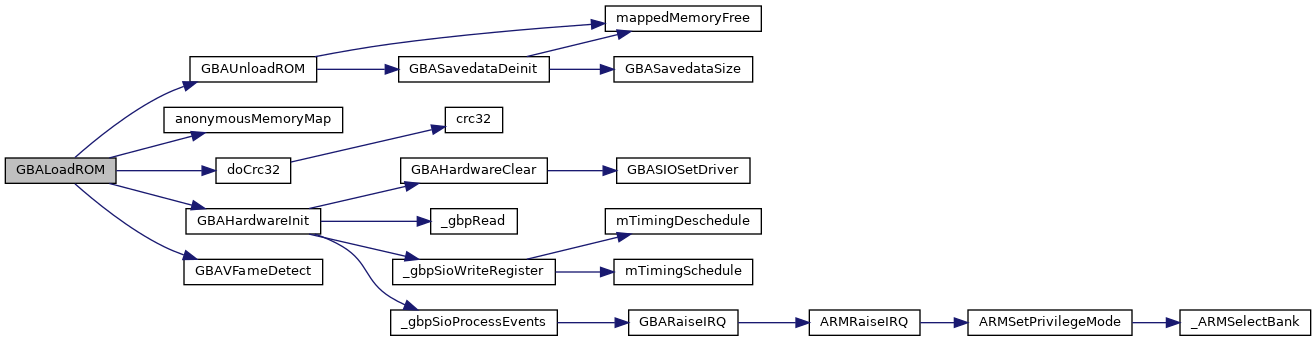 mappedMemoryFree
GBAUnloadROM
GBASavedataDeinit
GBASavedataSize
anonymousMemoryMap
crc32
GBALoadROM
doCrc32
GBAHardwareClear
GBASIOSetDriver
GBAHardwareInit
_gbpRead
mTimingDeschedule
GBAVFameDetect
_gbpSioWriteRegister
mTimingSchedule
_gbpSioProcessEvents
GBARaiseIRQ
ARMRaiseIRQ
ARMSetPrivilegeMode
_ARMSelectBank